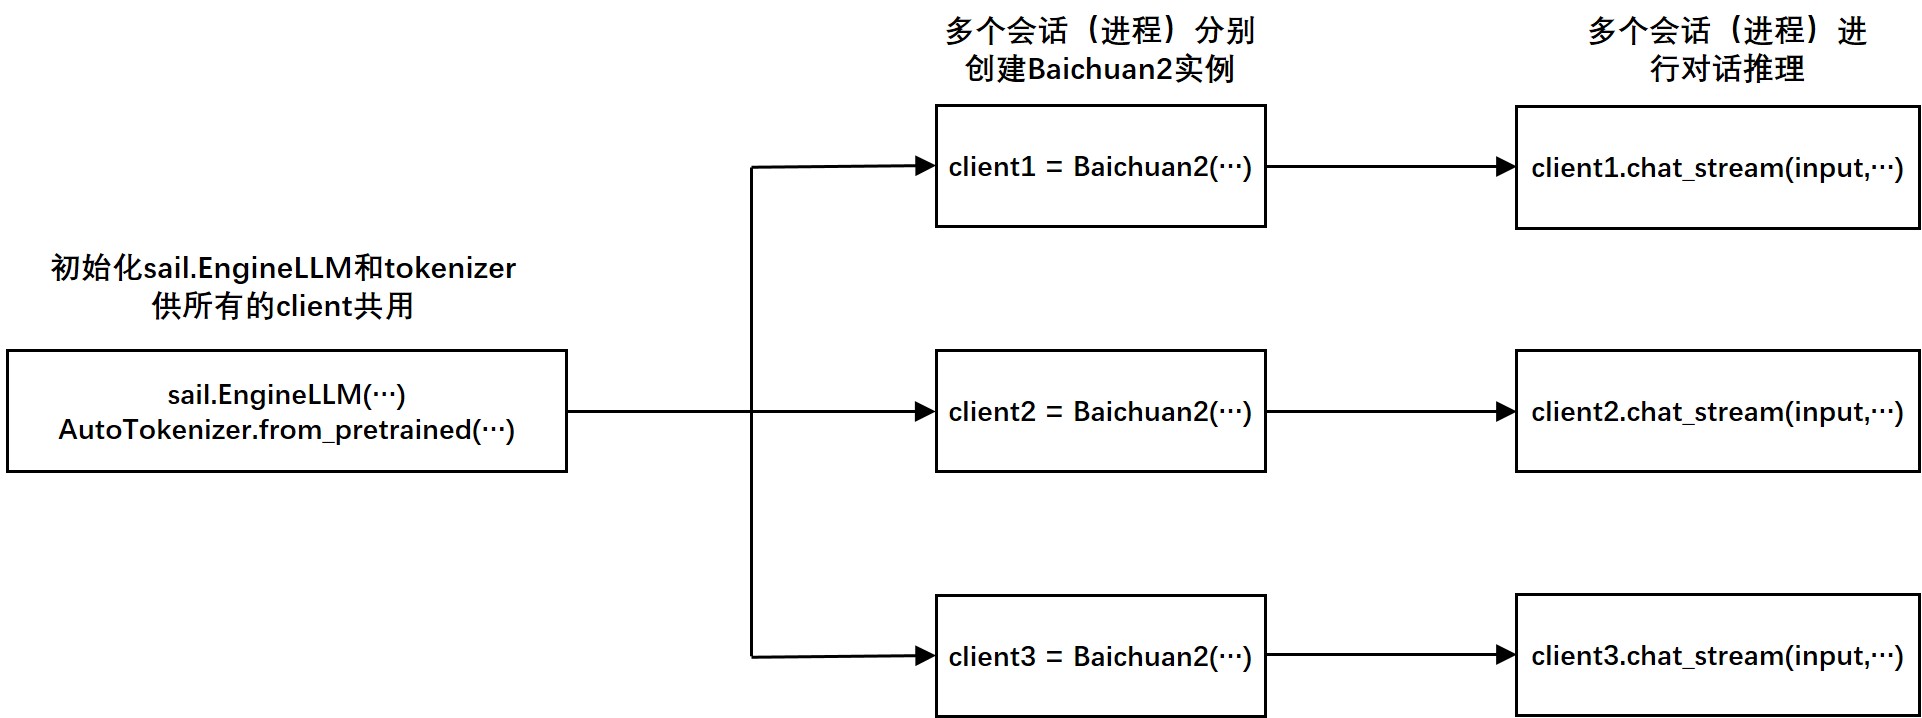 初始化sail.EngineLLM和tokenizer
供所有的client共用
sail.EngineLLM(…)
AutoTokenizer.from_pretrained(…)
多个会话（进程）分别
创建Baichuan2实例
client1 = Baichuan2(…)
client2 = Baichuan2(…)
client3 = Baichuan2(…)
多个会话（进程）进
行对话推理
client1.chat_stream(input,…)
client2.chat_stream(input,…)
client3.chat_stream(input,…)